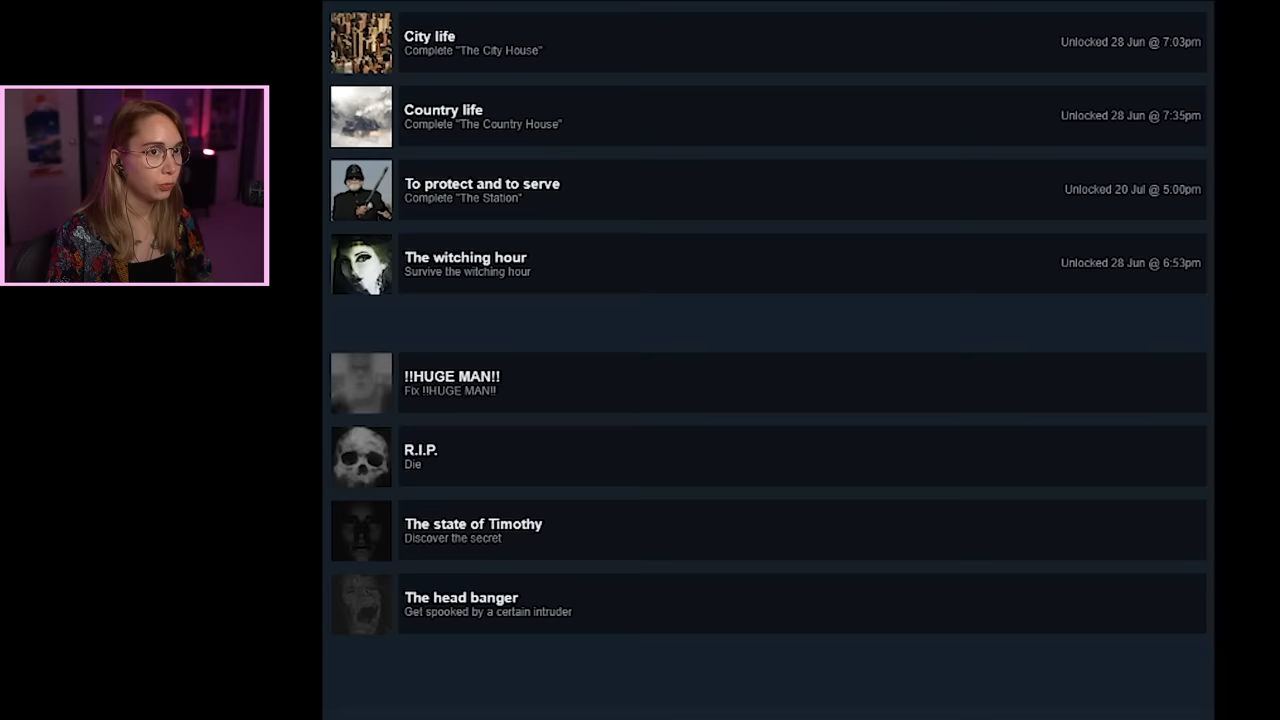 City life
Complete "The City House"
Unlocked 28 Jun @ 7:03pm
Country life
Complete "The Country House"
Unlocked 28 Jun @ 7:35pm
To protect and to serve
Complete "The Station"
Unlocked 20 Jul @ 5:00pm
The witching hour
Survive the witching hour
Unlocked 28 Jun @ 6:53pm
!!HUGE MAN!!
Fix !!HUGE MAN!!
R.I.P.
Die
The state of Timothy
Discover the secret
The head banger
Get spooked by a certain intruder